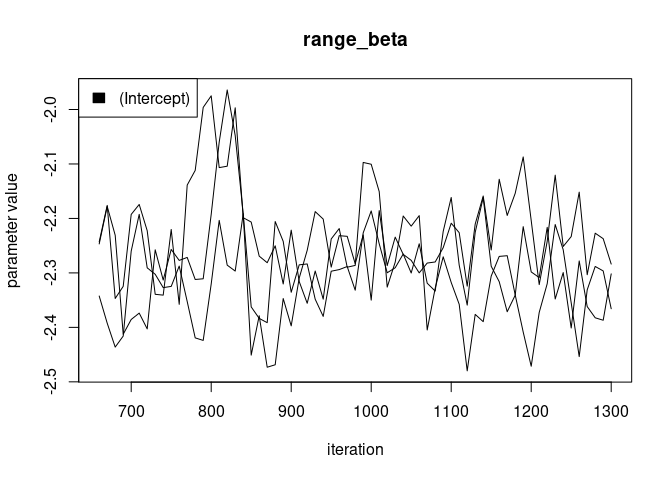 range_beta
(Intercept)
parameter value
-2.0
-2.1
-2.2
-2.3
-2.4
-2.5
700 800 900 1000 1100 1200 1300
iteration